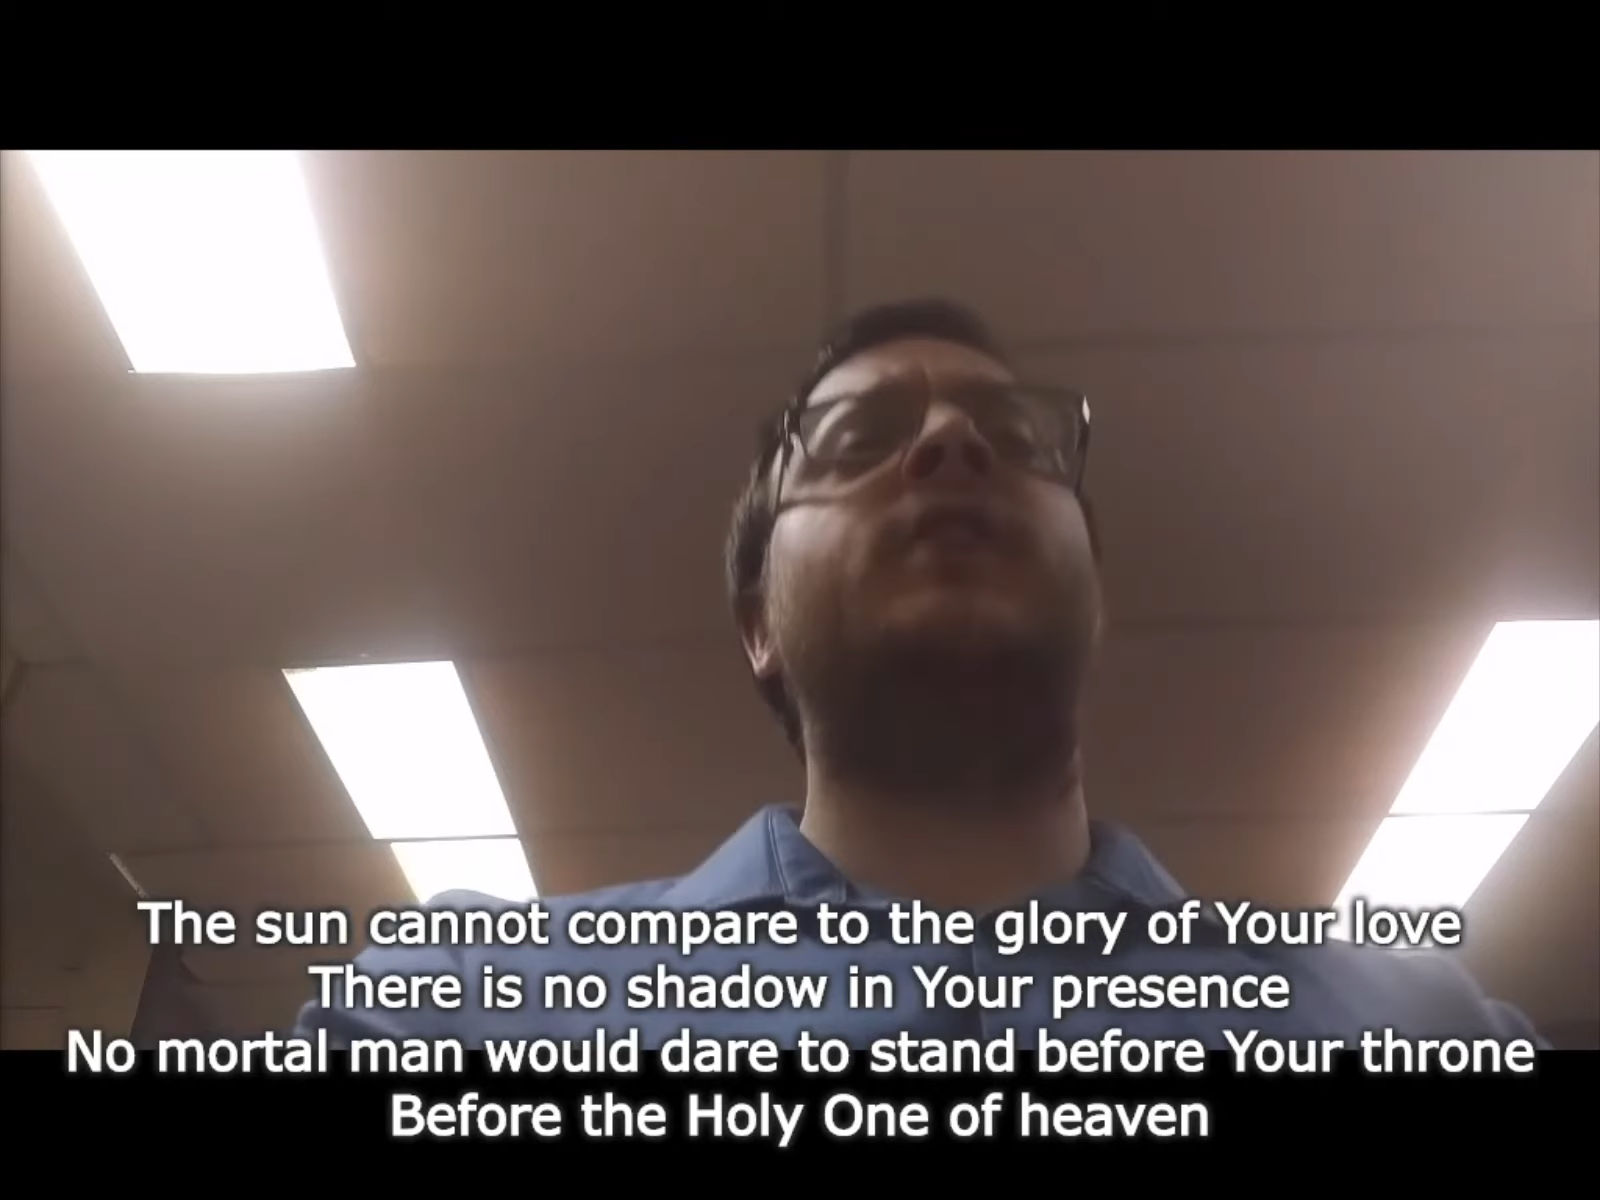 The sun cannot compare to the glory of Your love
There is no shadow in Your presence
No mortal man would dare to stand before Your throne
Before the Holy One of heaven